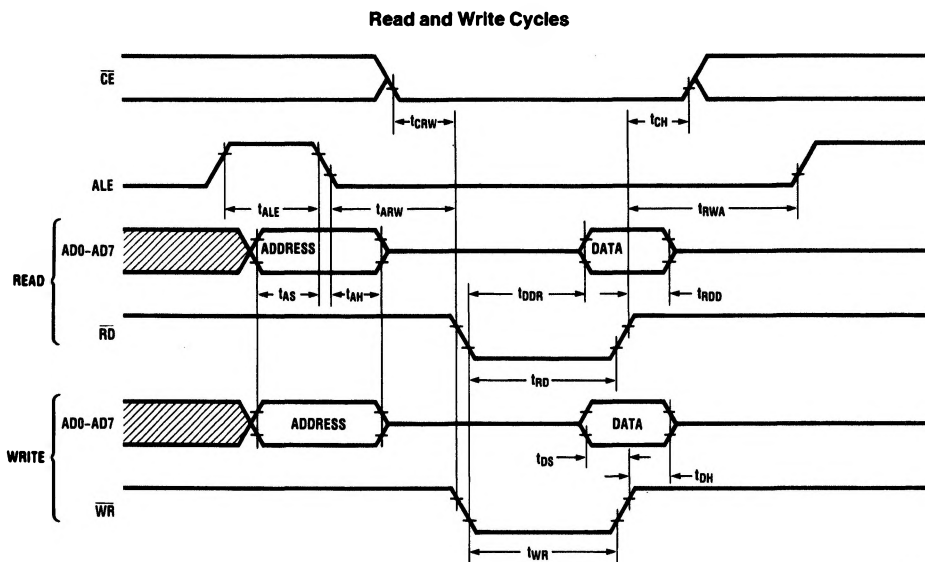 Read and Write Cycles
CE
tCRW
tCH
ALE
tALE
tARW
tRWA
READ
AD0-AD7
ADDRESS
DATA
tAS
tAH
tDDR
tRDD
RD
tRD
WRITE
AD0-AD7
ADDRESS
DATA
tDS
tDH
WR
tWR